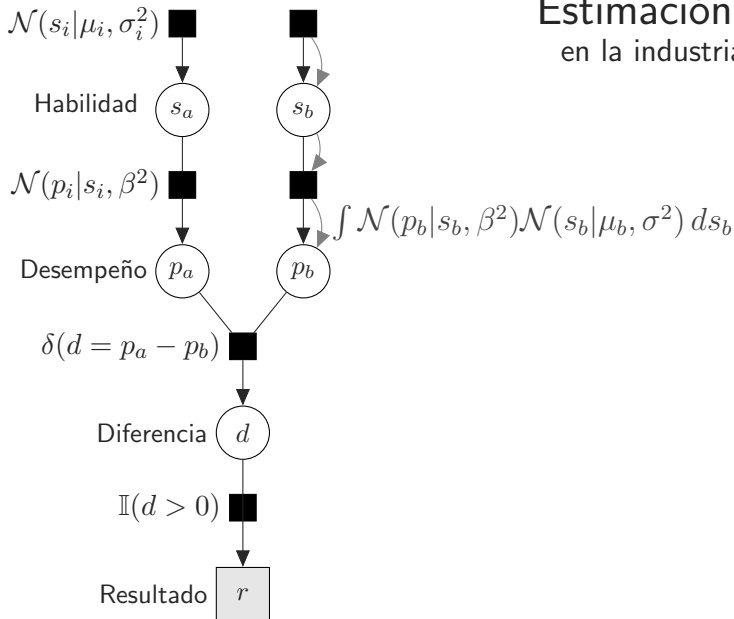 Estimación
en la industria
𝒩(s_i|μ_i, σ_i^2)
Habilidad
s_a
s_b
𝒩(p_i|s_i, β^2)
∫ 𝒩(p_b|s_b, β^2)𝒩(s_b|μ_b, σ^2) ds_b
Desempeño
p_a
p_b
δ(d = p_a − p_b)
Diferencia
d
𝕀(d > 0)
Resultado
r